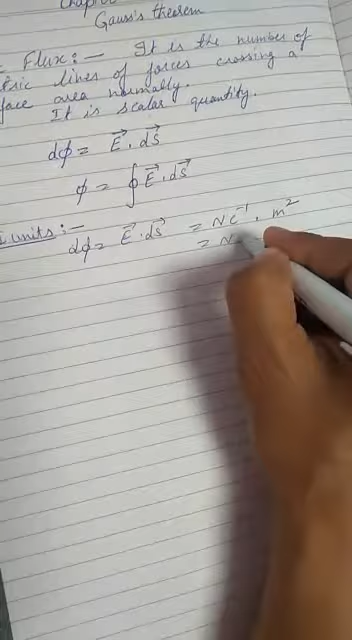 Gauss's theorem
Flux:- It is the number of
lines of forces crossing a
area normally.
It is scalar quantity.
dϕ = E⃗ . ds⃗
ϕ = ∮ E⃗ . ds⃗
units:-
dϕ = E⃗ . ds⃗ = NC⁻¹ . m²
= N